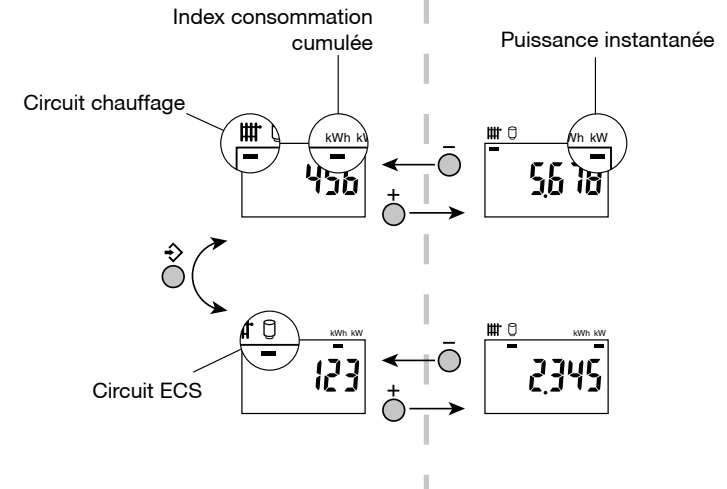 Index consommation
cumulée
Puissance instantanée
Circuit chauffage
kWh kW
Wh kW
456
5.678
−
+
kWh kW
kWh kW
123
2.345
−
+
Circuit ECS